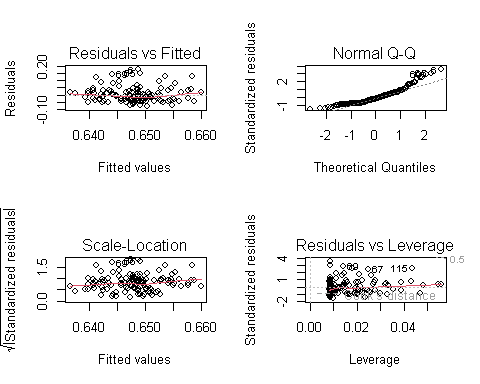 Residuals vs Fitted
Residuals
-0.10
0.20
0.640
0.650
0.660
Fitted values
Normal Q-Q
Standardized residuals
-1
2
-2
-1
0
1
2
Theoretical Quantiles
Scale-Location
√|Standardized residuals|
0.0
1.5
0.640
0.650
0.660
Fitted values
Residuals vs Leverage
Standardized residuals
-2
1
4
67
115
0.5
distance
0.00
0.02
0.04
Leverage